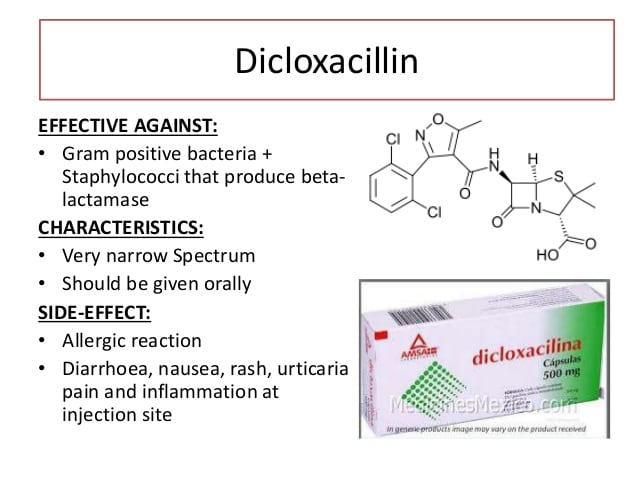 Dicloxacillin
EFFECTIVE AGAINST:
• Gram positive bacteria +
Staphylococci that produce beta-
lactamase
CHARACTERISTICS:
• Very narrow Spectrum
• Should be given orally
SIDE-EFFECT:
• Allergic reaction
• Diarrhoea, nausea, rash, urticaria
pain and inflammation at
injection site
Cl
N
O
Cl
O
H
N
H
S
O
N
HO
O
AMSA
dicloxacilina
Cápsulas
500 mg
MedicinesMexico.com
In generic products image may vary on the product received